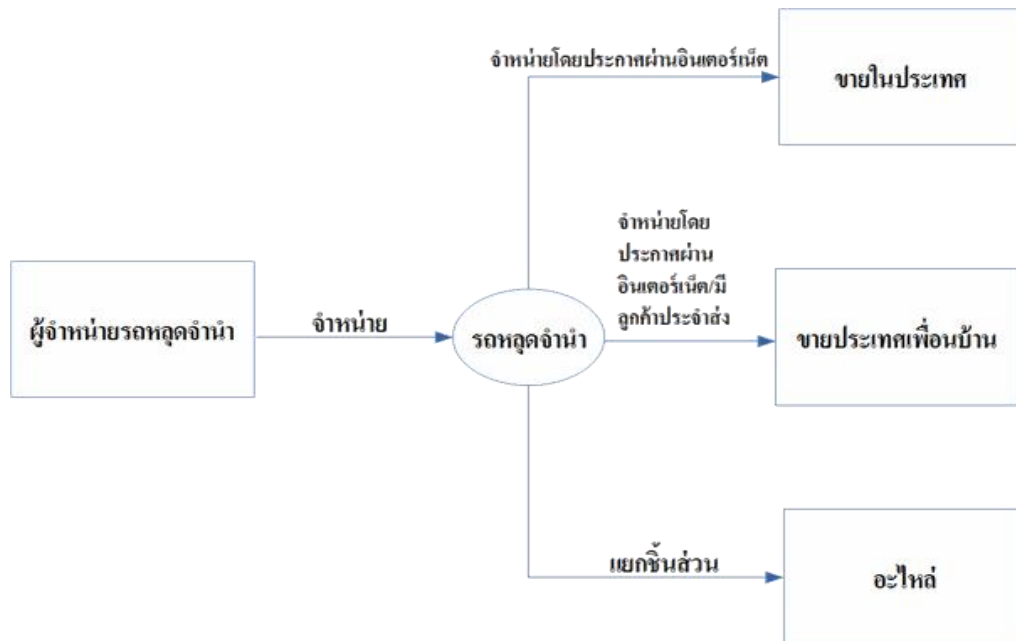 จำหน่ายโดยประกาศผ่านอินเตอร์เน็ต
ขายในประเทศ
จำหน่ายโดย
ประกาศผ่าน
อินเตอร์เน็ต/มี
ลูกค้าประจำส่ง
ผู้จำหน่ายรถหลุดจำนำ
จำหน่าย
รถหลุดจำนำ
ขายประเทศเพื่อนบ้าน
แยกชิ้นส่วน
อะไหล่